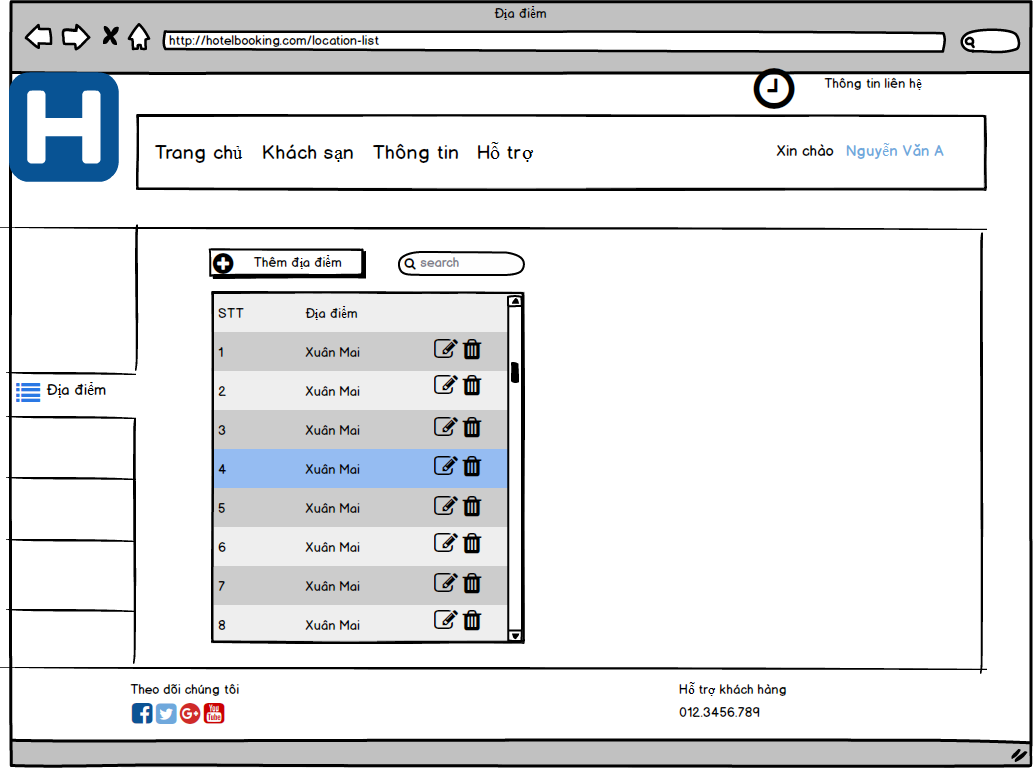 Địa điểm
http://hotelbooking.com/location-list
Thông tin liên hệ
H
Trang chủ Khách sạn Thông tin Hỗ trợ Xin chào Nguyễn Văn A
Thêm địa điểm search
STT Địa điểm
1 Xuân Mai
2 Xuân Mai
3 Xuân Mai
Địa điểm
4 Xuân Mai
5 Xuân Mai
6 Xuân Mai
7 Xuân Mai
8 Xuân Mai
Theo dõi chúng tôi
f G+ You Tube
Hỗ trợ khách hàng
012.3456.789